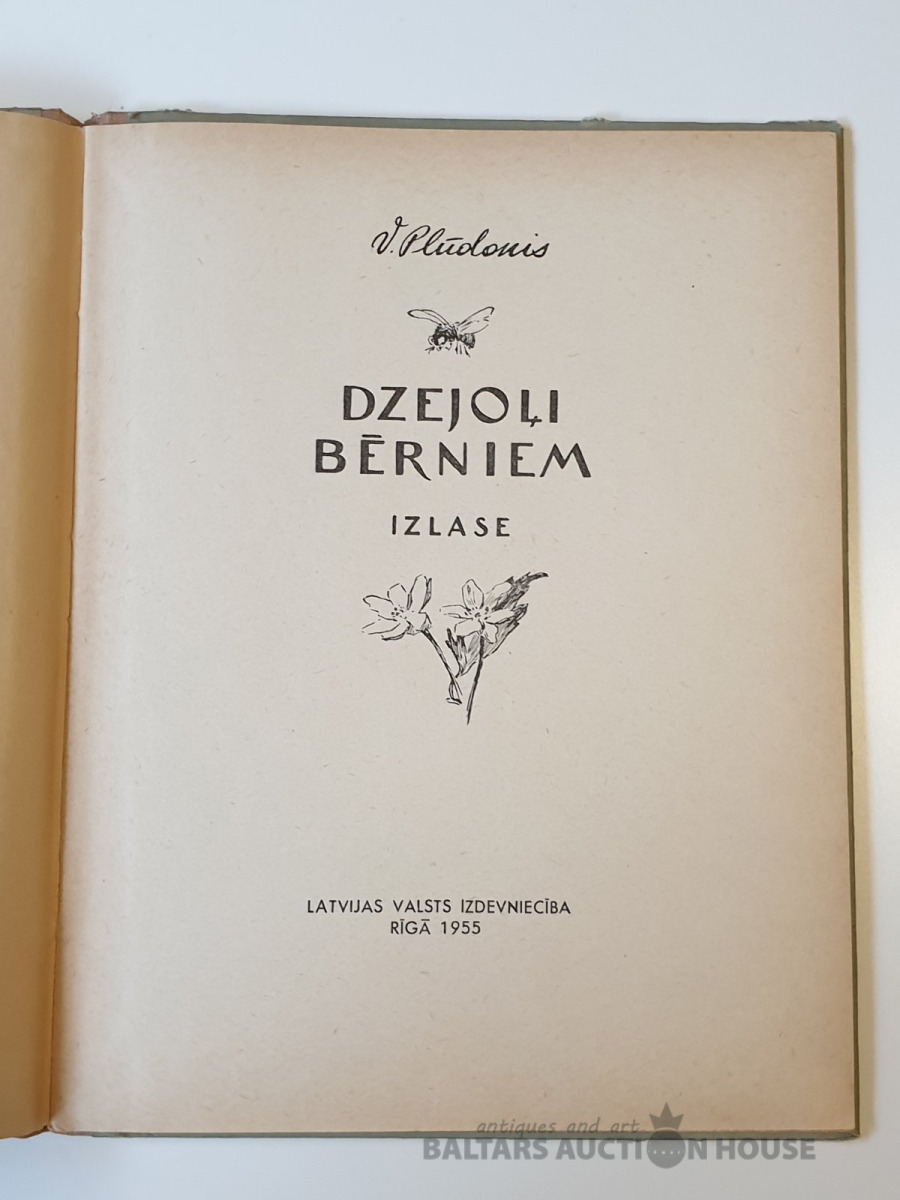 V. Plūdonis
DZEJOĻI
BĒRNIEM
IZLASE
LATVIJAS VALSTS IZDEVNIECĪBA
RĪGĀ 1955
antiques and art
BALTARS AUCTION HOUSE